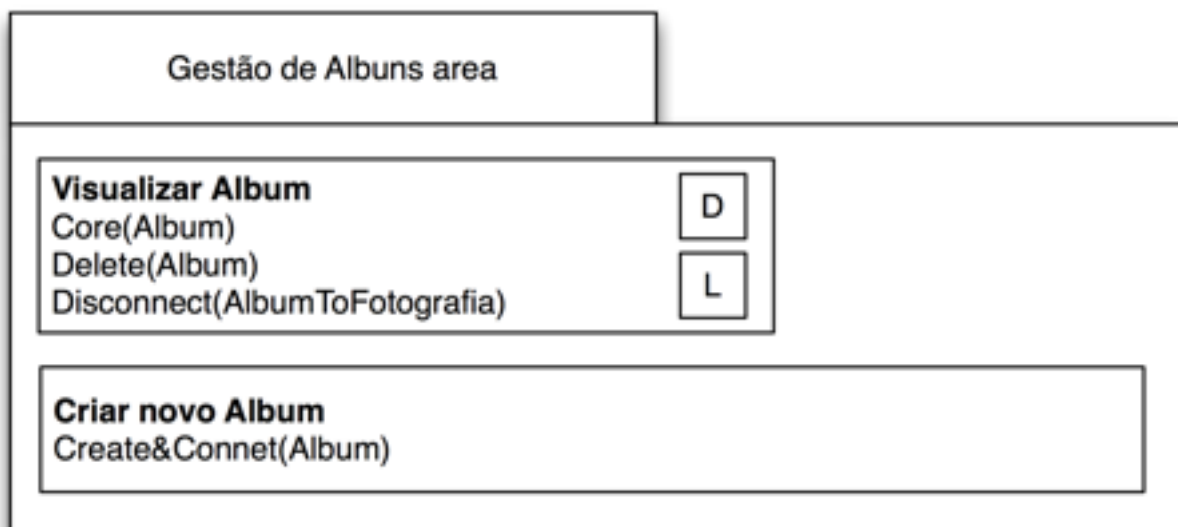 Gestão de Albuns area
Visualizar Album
Core(Album)
Delete(Album)
Disconnect(AlbumToFotografia)
D
L
Criar novo Album
Create&Connet(Album)